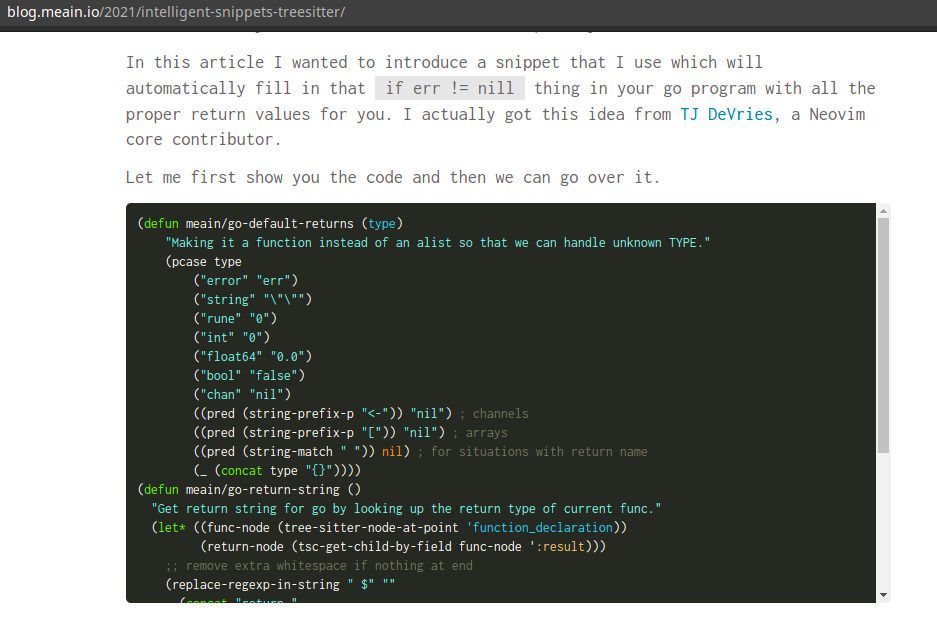 blog.meain.io/2021/intelligent-snippets-treesitter/
In this article I wanted to introduce a snippet that I use which will
automatically fill in that if err != nill thing in your go program with all the
proper return values for you. I actually got this idea from TJ DeVries, a Neovim
core contributor.
Let me first show you the code and then we can go over it.
(defun meain/go-default-returns (type)
    "Making it a function instead of an alist so that we can handle unknown TYPE."
    (pcase type
        ("error" "err")
        ("string" "\"\"")
        ("rune" "0")
        ("int" "0")
        ("float64" "0.0")
        ("bool" "false")
        ("chan" "nil")
        ((pred (string-prefix-p "<-")) "nil") ; channels
        ((pred (string-prefix-p "[")) "nil") ; arrays
        ((pred (string-match " ")) nil) ; for situations with return name
        (_ (concat type "{}"))))
(defun meain/go-return-string ()
  "Get return string for go by looking up the return type of current func."
  (let* ((func-node (tree-sitter-node-at-point 'function_declaration))
         (return-node (tsc-get-child-by-field func-node ':result)))
    ;; remove extra whitespace if nothing at end
    (replace-regexp-in-string " $" ""
      (concat "return "